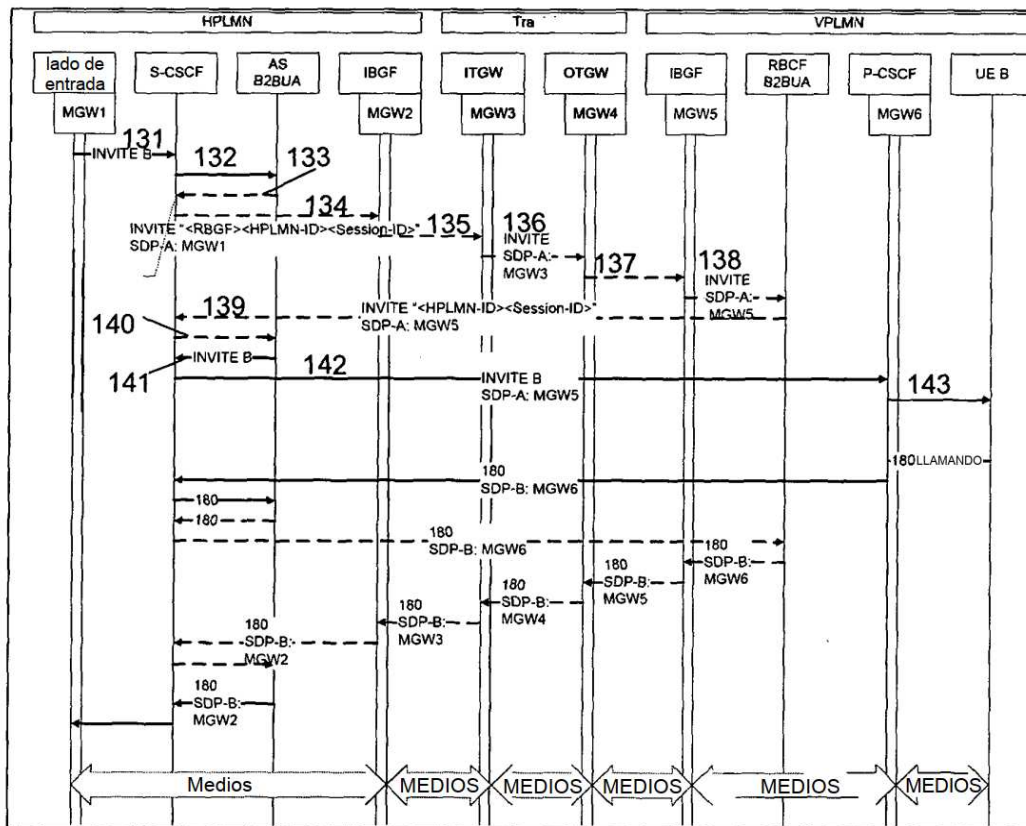 HPLMN
Tra
VPLMN
lado de
entrada
S-CSCF
AS
B2BUA
IBGF
ITGW
OTGW
IBGF
RBCF
B2BUA
P-CSCF
UE B
MGW1
MGW2
MGW3
MGW4
MGW5
MGW6
131
INVITE B
132
133
134
INVITE "<RBGF><HPLMN-ID><Session-ID>"
SDP-A: MGW1
135
136
INVITE
SDP-A:
MGW3
137
138
INVITE
SDP-A:
MGW5
139
INVITE "<HPLMN-ID><Session-ID>"
SDP-A: MGW5
140
INVITE B
141
142
INVITE B
SDP-A: MGW5
143
180 LLAMANDO
180
SDP-B: MGW6
180
180
180
SDP-B: MGW6
180
SDP-B:
MGW6
180
SDP-B:
MGW5
180
SDP-B:
MGW4
180
SDP-B:
MGW3
180
SDP-B:
MGW2
180
SDP-B:
MGW2
Medios
MEDIOS
MEDIOS
MEDIOS
MEDIOS
MEDIOS